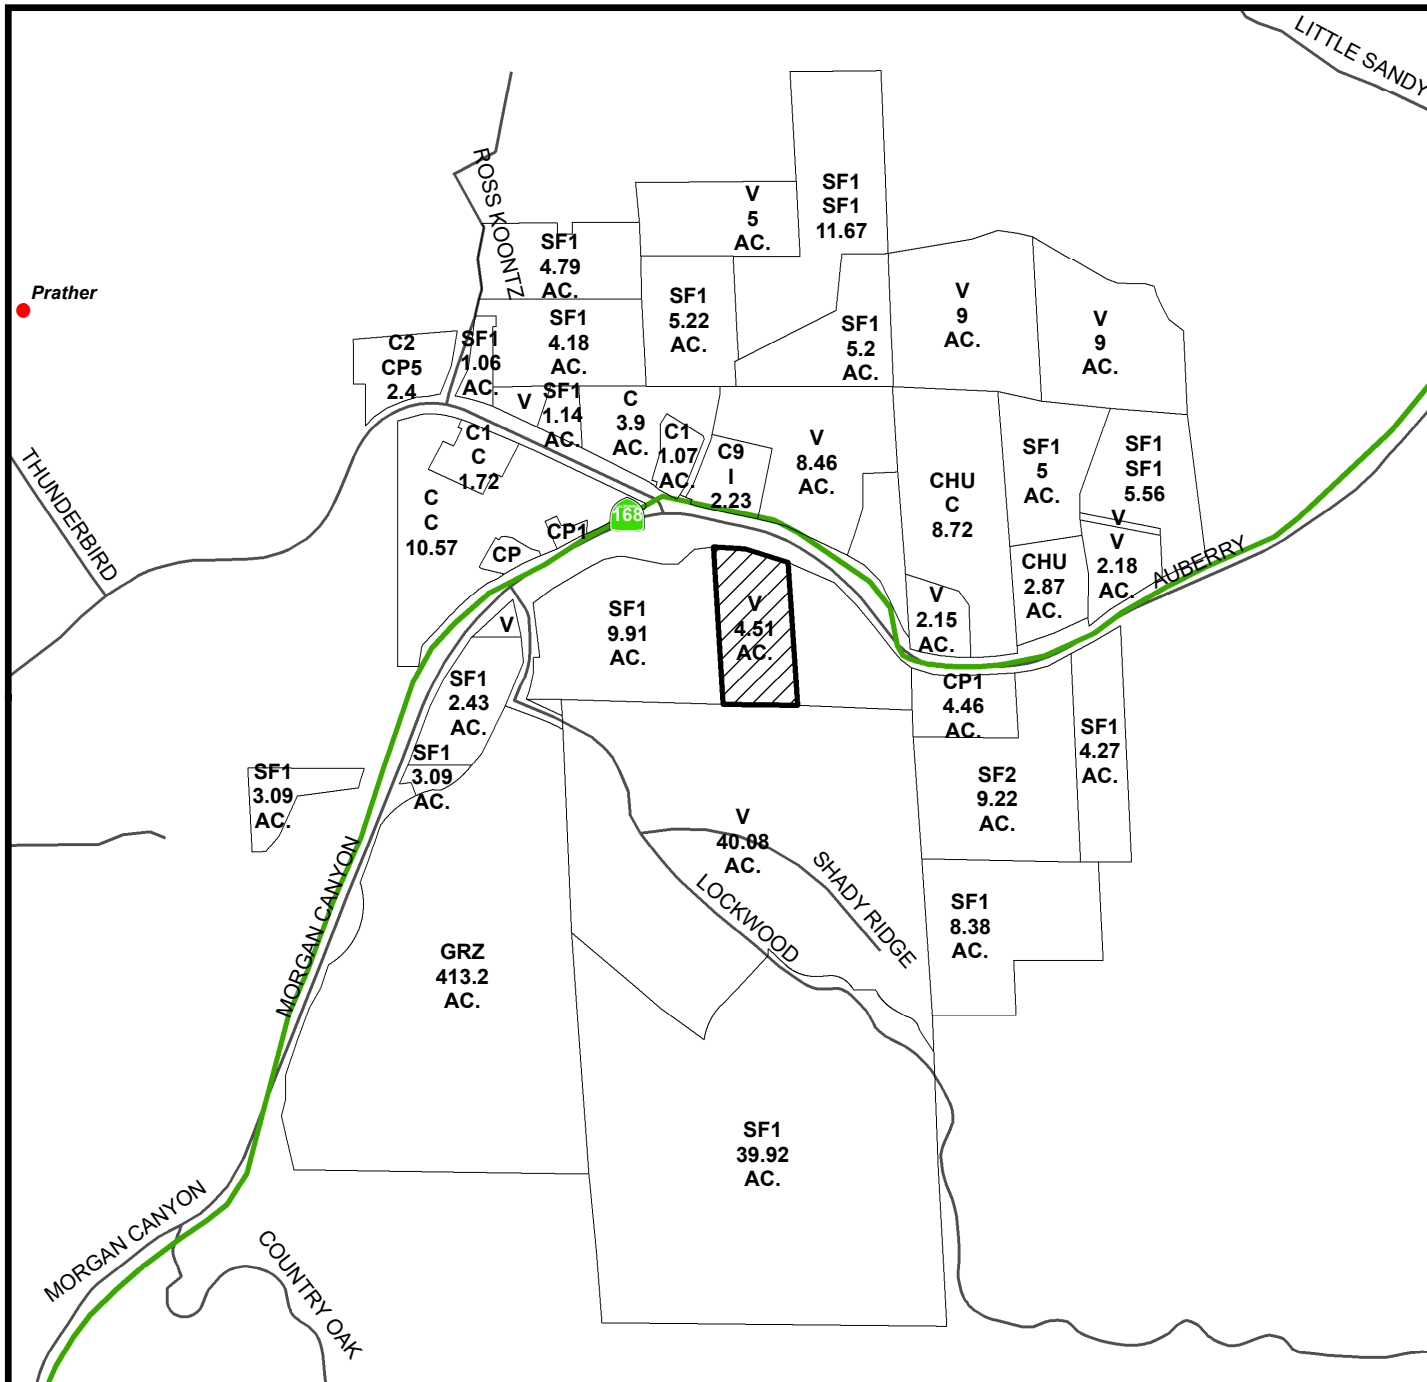 LITTLE SANDY
ROSS KOONTZ
Prather
V
5
AC.
SF1
SF1
11.67
SF1
4.79
AC.
SF1
5.22
AC.
V
9
AC.
V
9
AC.
C2
CP5
2.4
SF1
1.06
AC.
SF1
4.18
AC.
SF1
5.2
AC.
V
SF1
1.14
AC.
C
3.9
AC.
C1
1.07
AC.
C9
I
2.23
V
8.46
AC.
C1
C
1.72
C
C
10.57
CHU
C
8.72
SF1
5
AC.
SF1
SF1
5.56
V
V
2.18
AC.
CHU
2.87
AC.
AUBERRY
THUNDERBIRD
168
CP1
CP
V
SF1
9.91
AC.
V
4.51
AC.
V
2.15
AC.
SF1
2.43
AC.
CP1
4.46
AC.
SF1
4.27
AC.
SF1
3.09
AC.
SF1
3.09
AC.
SF2
9.22
AC.
V
40.08
AC.
SHADY RIDGE
LOCKWOOD
SF1
8.38
AC.
MORGAN CANYON
GRZ
413.2
AC.
SF1
39.92
AC.
MORGAN CANYON
COUNTRY OAK